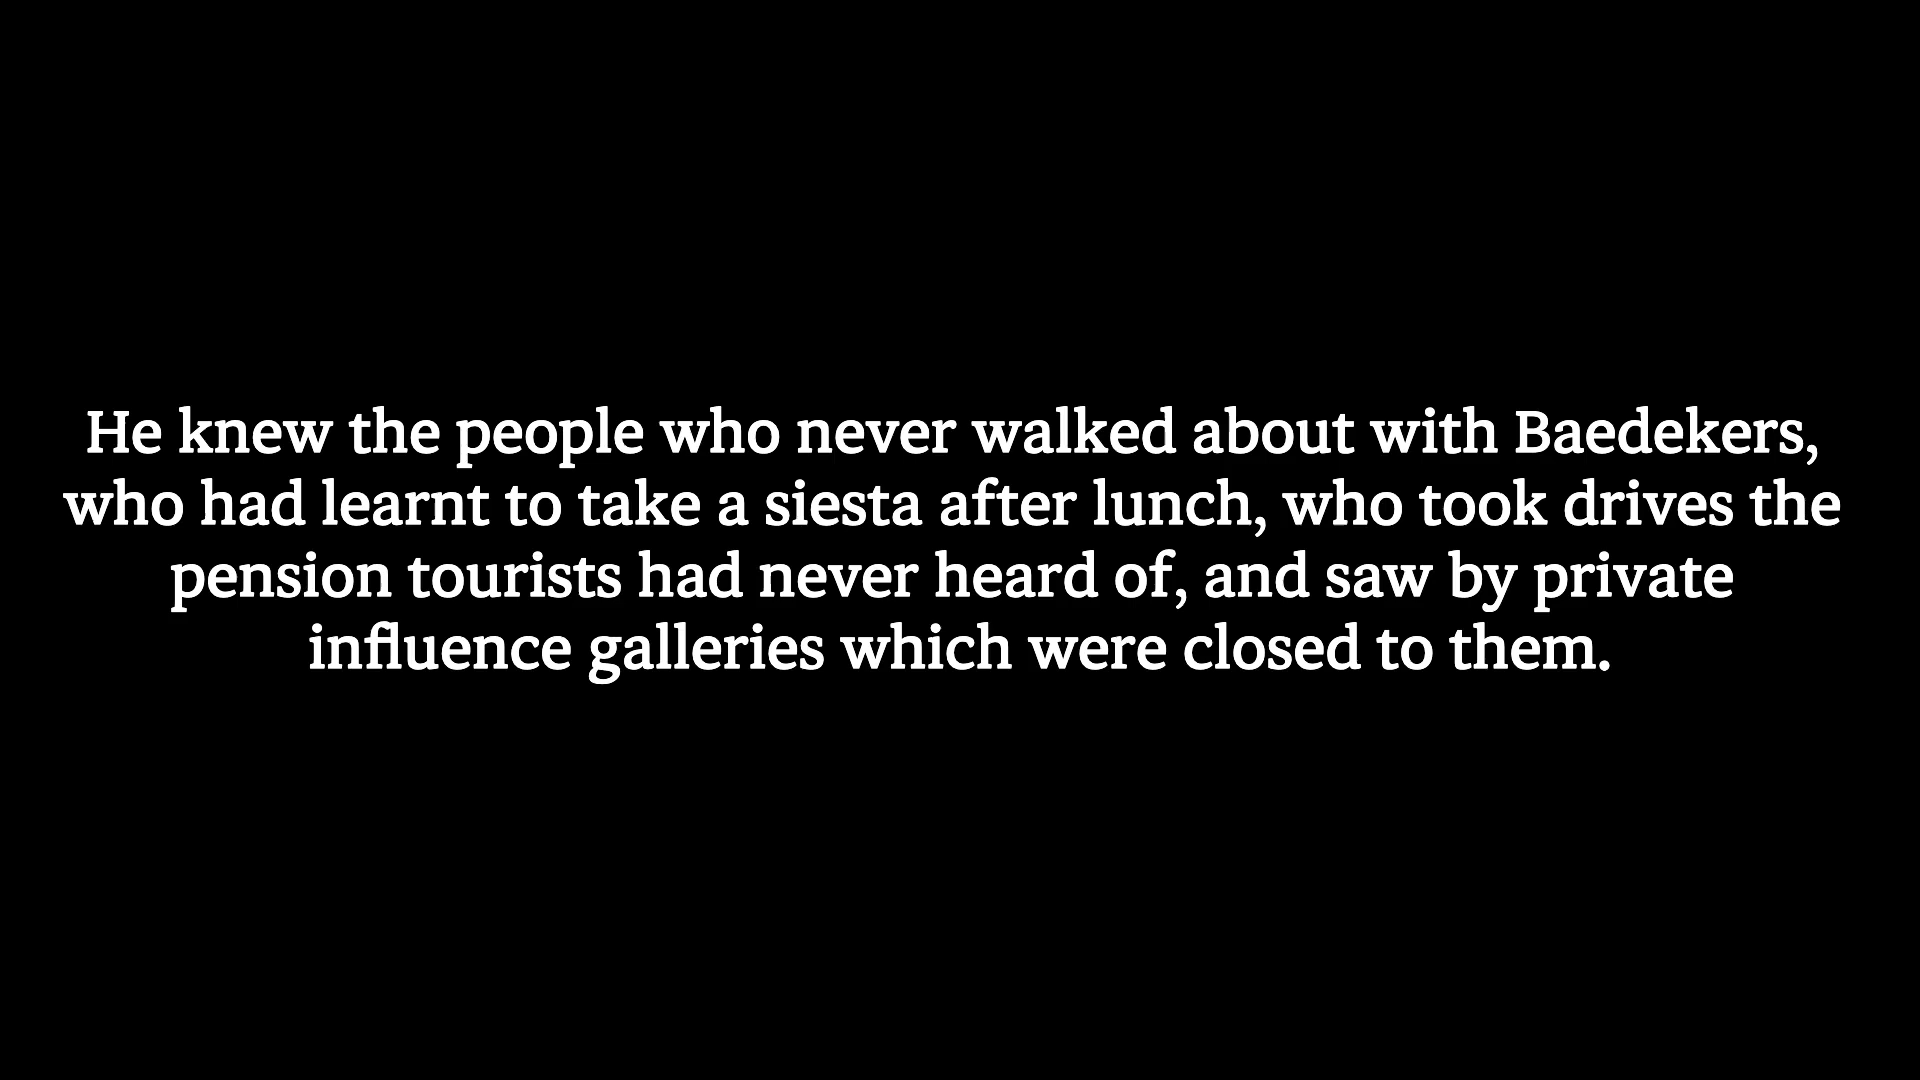 He knew the people who never walked about with Baedekers,
who had learnt to take a siesta after lunch, who took drives the
pension tourists had never heard of, and saw by private
influence galleries which were closed to them.